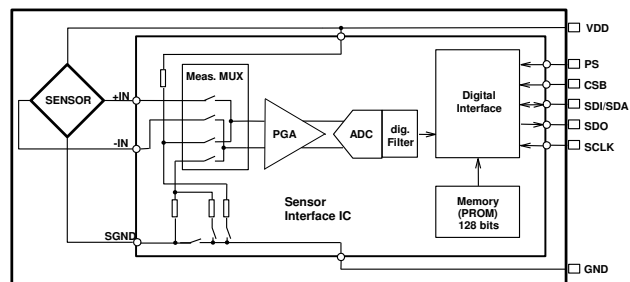 VDD
PS
Meas. MUX
CSB
SENSOR
+IN
Digital
Interface
SDI/SDA
SDO
PGA
ADC
dig.
Filter
-IN
SCLK
Sensor
Interface IC
Memory
(PROM)
128 bits
SGND
GND